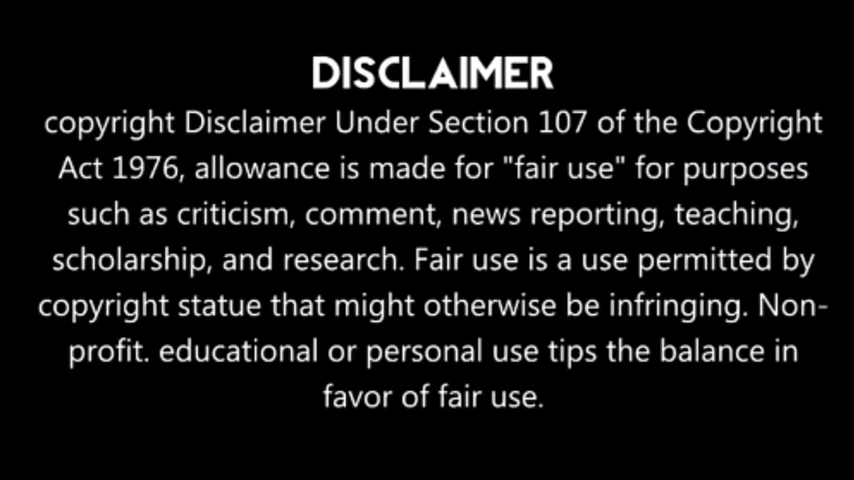 DISCLAIMER
copyright Disclaimer Under Section 107 of the Copyright
Act 1976, allowance is made for "fair use" for purposes
such as criticism, comment, news reporting, teaching,
scholarship, and research. Fair use is a use permitted by
copyright statue that might otherwise be infringing. Non-
profit. educational or personal use tips the balance in
favor of fair use.